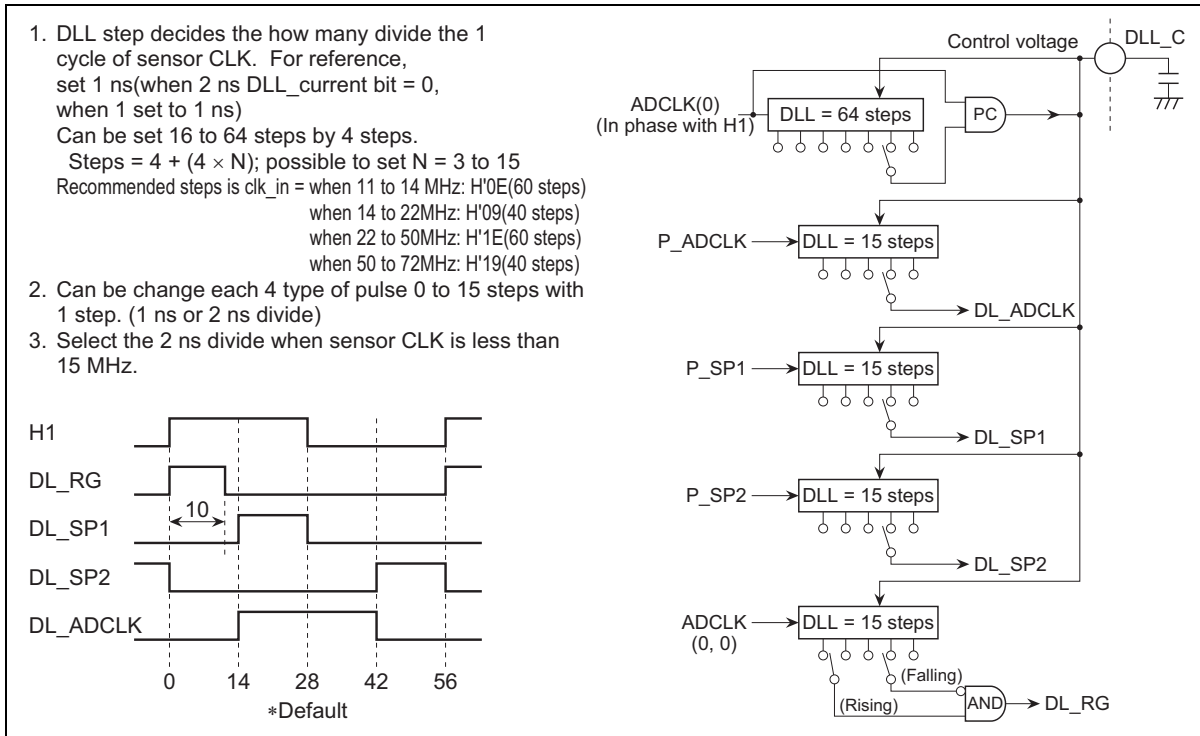 1. DLL step decides the how many divide the 1
cycle of sensor CLK. For reference,
set 1 ns(when 2 ns DLL_current bit = 0,
when 1 set to 1 ns)
Can be set 16 to 64 steps by 4 steps.
Steps = 4 + (4 × N); possible to set N = 3 to 15
Recommended steps is clk_in = when 11 to 14 MHz: H'0E(60 steps)
when 14 to 22MHz: H'09(40 steps)
when 22 to 50MHz: H'1E(60 steps)
when 50 to 72MHz: H'19(40 steps)
2. Can be change each 4 type of pulse 0 to 15 steps with
1 step. (1 ns or 2 ns divide)
3. Select the 2 ns divide when sensor CLK is less than
15 MHz.
H1
DL_RG
10
DL_SP1
DL_SP2
DL_ADCLK
0 14 28 42 56
*Default
Control voltage
DLL_C
ADCLK(0)
(In phase with H1)
DLL = 64 steps
PC
P_ADCLK
DLL = 15 steps
DL_ADCLK
P_SP1
DLL = 15 steps
DL_SP1
P_SP2
DLL = 15 steps
DL_SP2
ADCLK
(0, 0)
DLL = 15 steps
(Falling)
(Rising)
AND
DL_RG